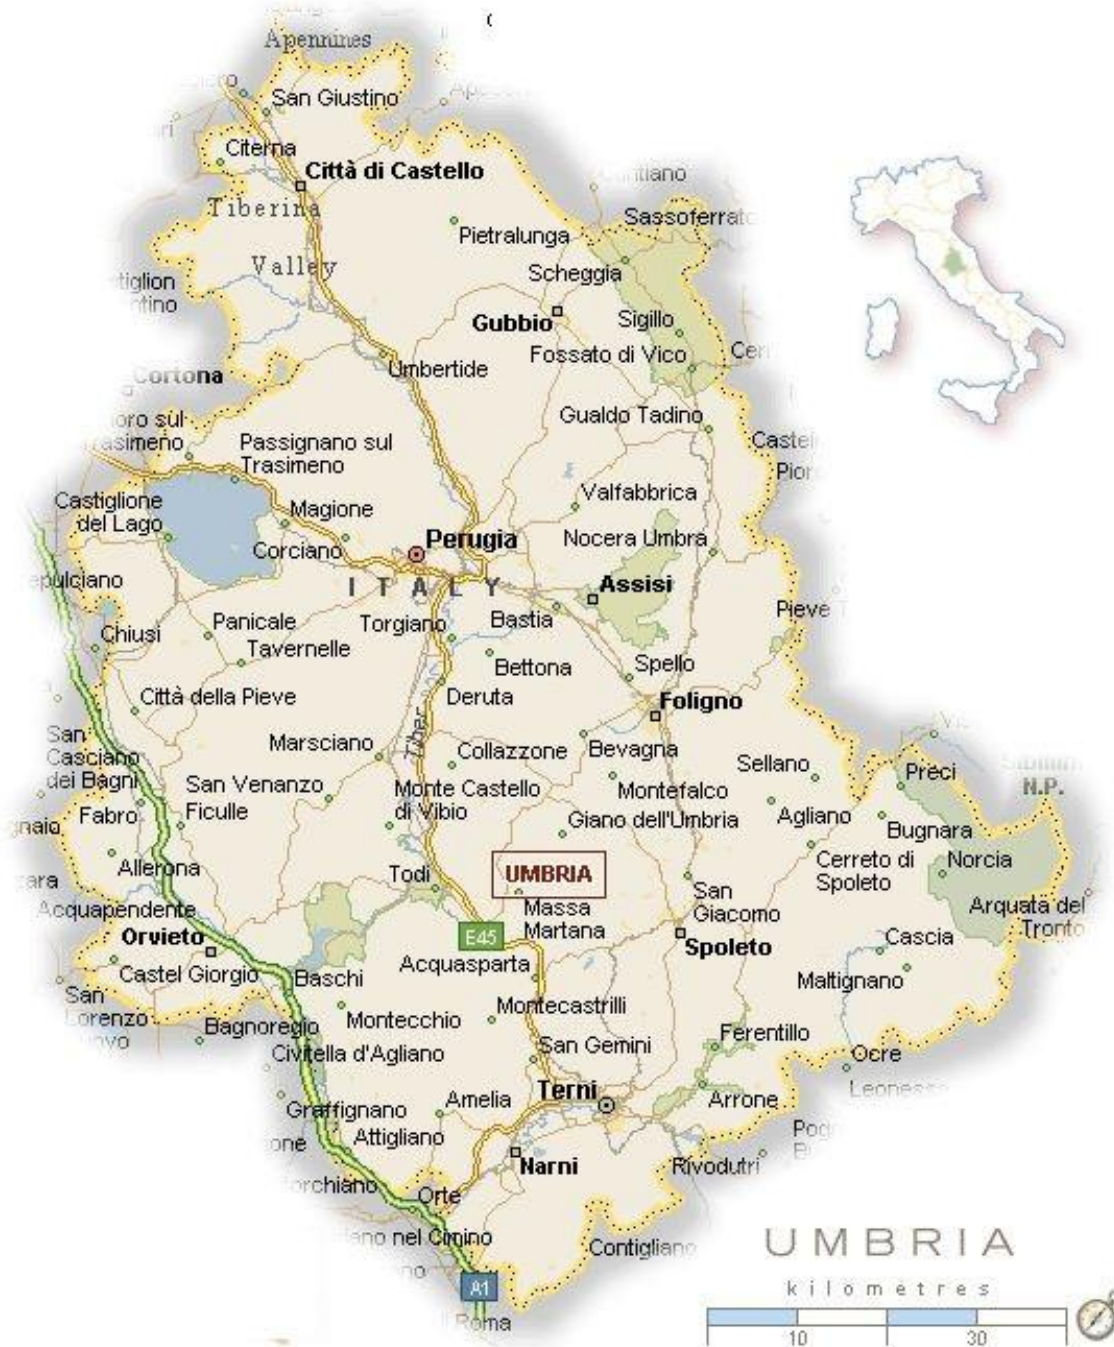 Apennines
San Giustino
Citerna
Città di Castello
Tiberina
Valley
Pietralunga
Sassoferrato
Scheggia
Gubbio
Sigillo
Fossato di Vico
Umbertide
Cortona
Gualdo Tadino
Passignano sul
Trasimeno
Castiglione
del Lago
Magione
Valfabbrica
Corciano
Perugia
Nocera Umbra
ITALY
Assisi
Chiusi
Panicale
Torgiano
Bastia
Pieve
Tavernelle
Bettona
Spello
Città della Pieve
Deruta
Foligno
San
Casciano
dei Bagni
Marsciano
Tiber
Collazzone
Bevagna
Sellano
Preci
N.P.
San Venanzo
Monte Castello
di Vibio
Montefalco
Fabro
Ficulle
Giano dell'Umbria
Agliano
Bugnara
Allerona
Todi
UMBRIA
Cerreto di
Spoleto
Norcia
Acquapendente
Massa
Martana
San
Giacomo
Arquata del
Tronto
Orvieto
E45
Spoleto
Cascia
Castel Giorgio
Baschi
Acquasparta
Maltignano
San
Lorenzo
Bagnoregio
Montecchio
Montecastrilli
Ferentillo
Civitella d'Agliano
San Gemini
Ocre
Leonessa
Graffignano
Amelia
Terni
Arrone
Attigliano
Narni
Rivodutri
Orte
nel Cimino
Contigliano
A1
Roma
UMBRIA
kilometres
10 30